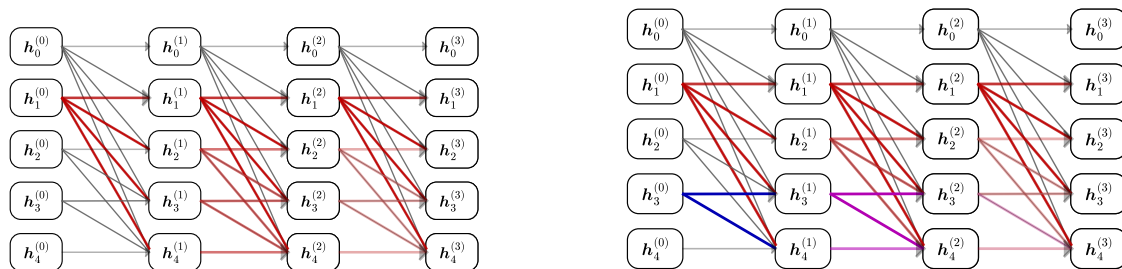 h_0^{(0)} h_0^{(1)} h_0^{(2)} h_0^{(3)}
h_1^{(0)} h_1^{(1)} h_1^{(2)} h_1^{(3)}
h_2^{(0)} h_2^{(1)} h_2^{(2)} h_2^{(3)}
h_3^{(0)} h_3^{(1)} h_3^{(2)} h_3^{(3)}
h_4^{(0)} h_4^{(1)} h_4^{(2)} h_4^{(3)}
h_0^{(0)} h_0^{(1)} h_0^{(2)} h_0^{(3)}
h_1^{(0)} h_1^{(1)} h_1^{(2)} h_1^{(3)}
h_2^{(0)} h_2^{(1)} h_2^{(2)} h_2^{(3)}
h_3^{(0)} h_3^{(1)} h_3^{(2)} h_3^{(3)}
h_4^{(0)} h_4^{(1)} h_4^{(2)} h_4^{(3)}